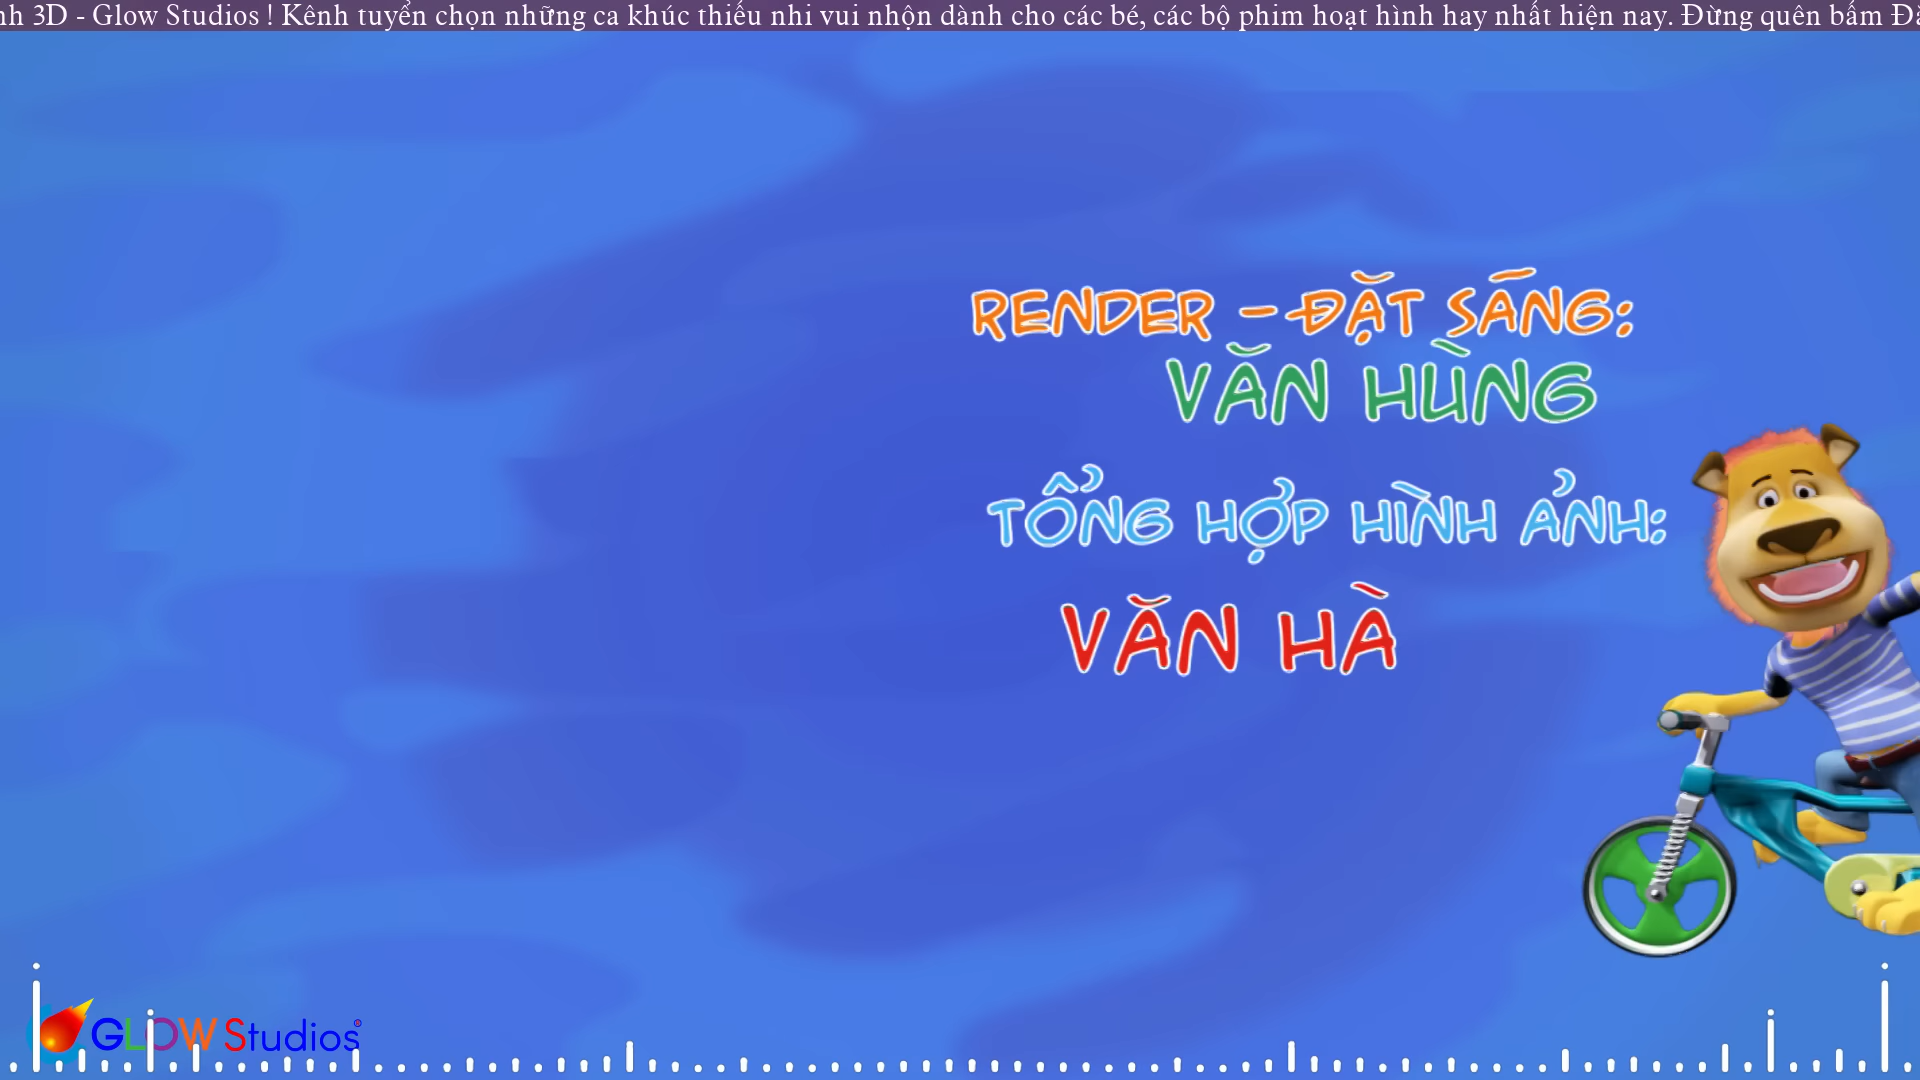 nh 3D - Glow Studios ! Kênh tuyển chọn những ca khúc thiếu nhi vui nhộn dành cho các bé, các bộ phim hoạt hình hay nhất hiện nay. Đừng quên bấm Đă
RENDER - ĐẶT SÁNG:
VĂN HÙNG
TỔNG HỢP HÌNH ẢNH:
VĂN HÀ
GLOW Studios